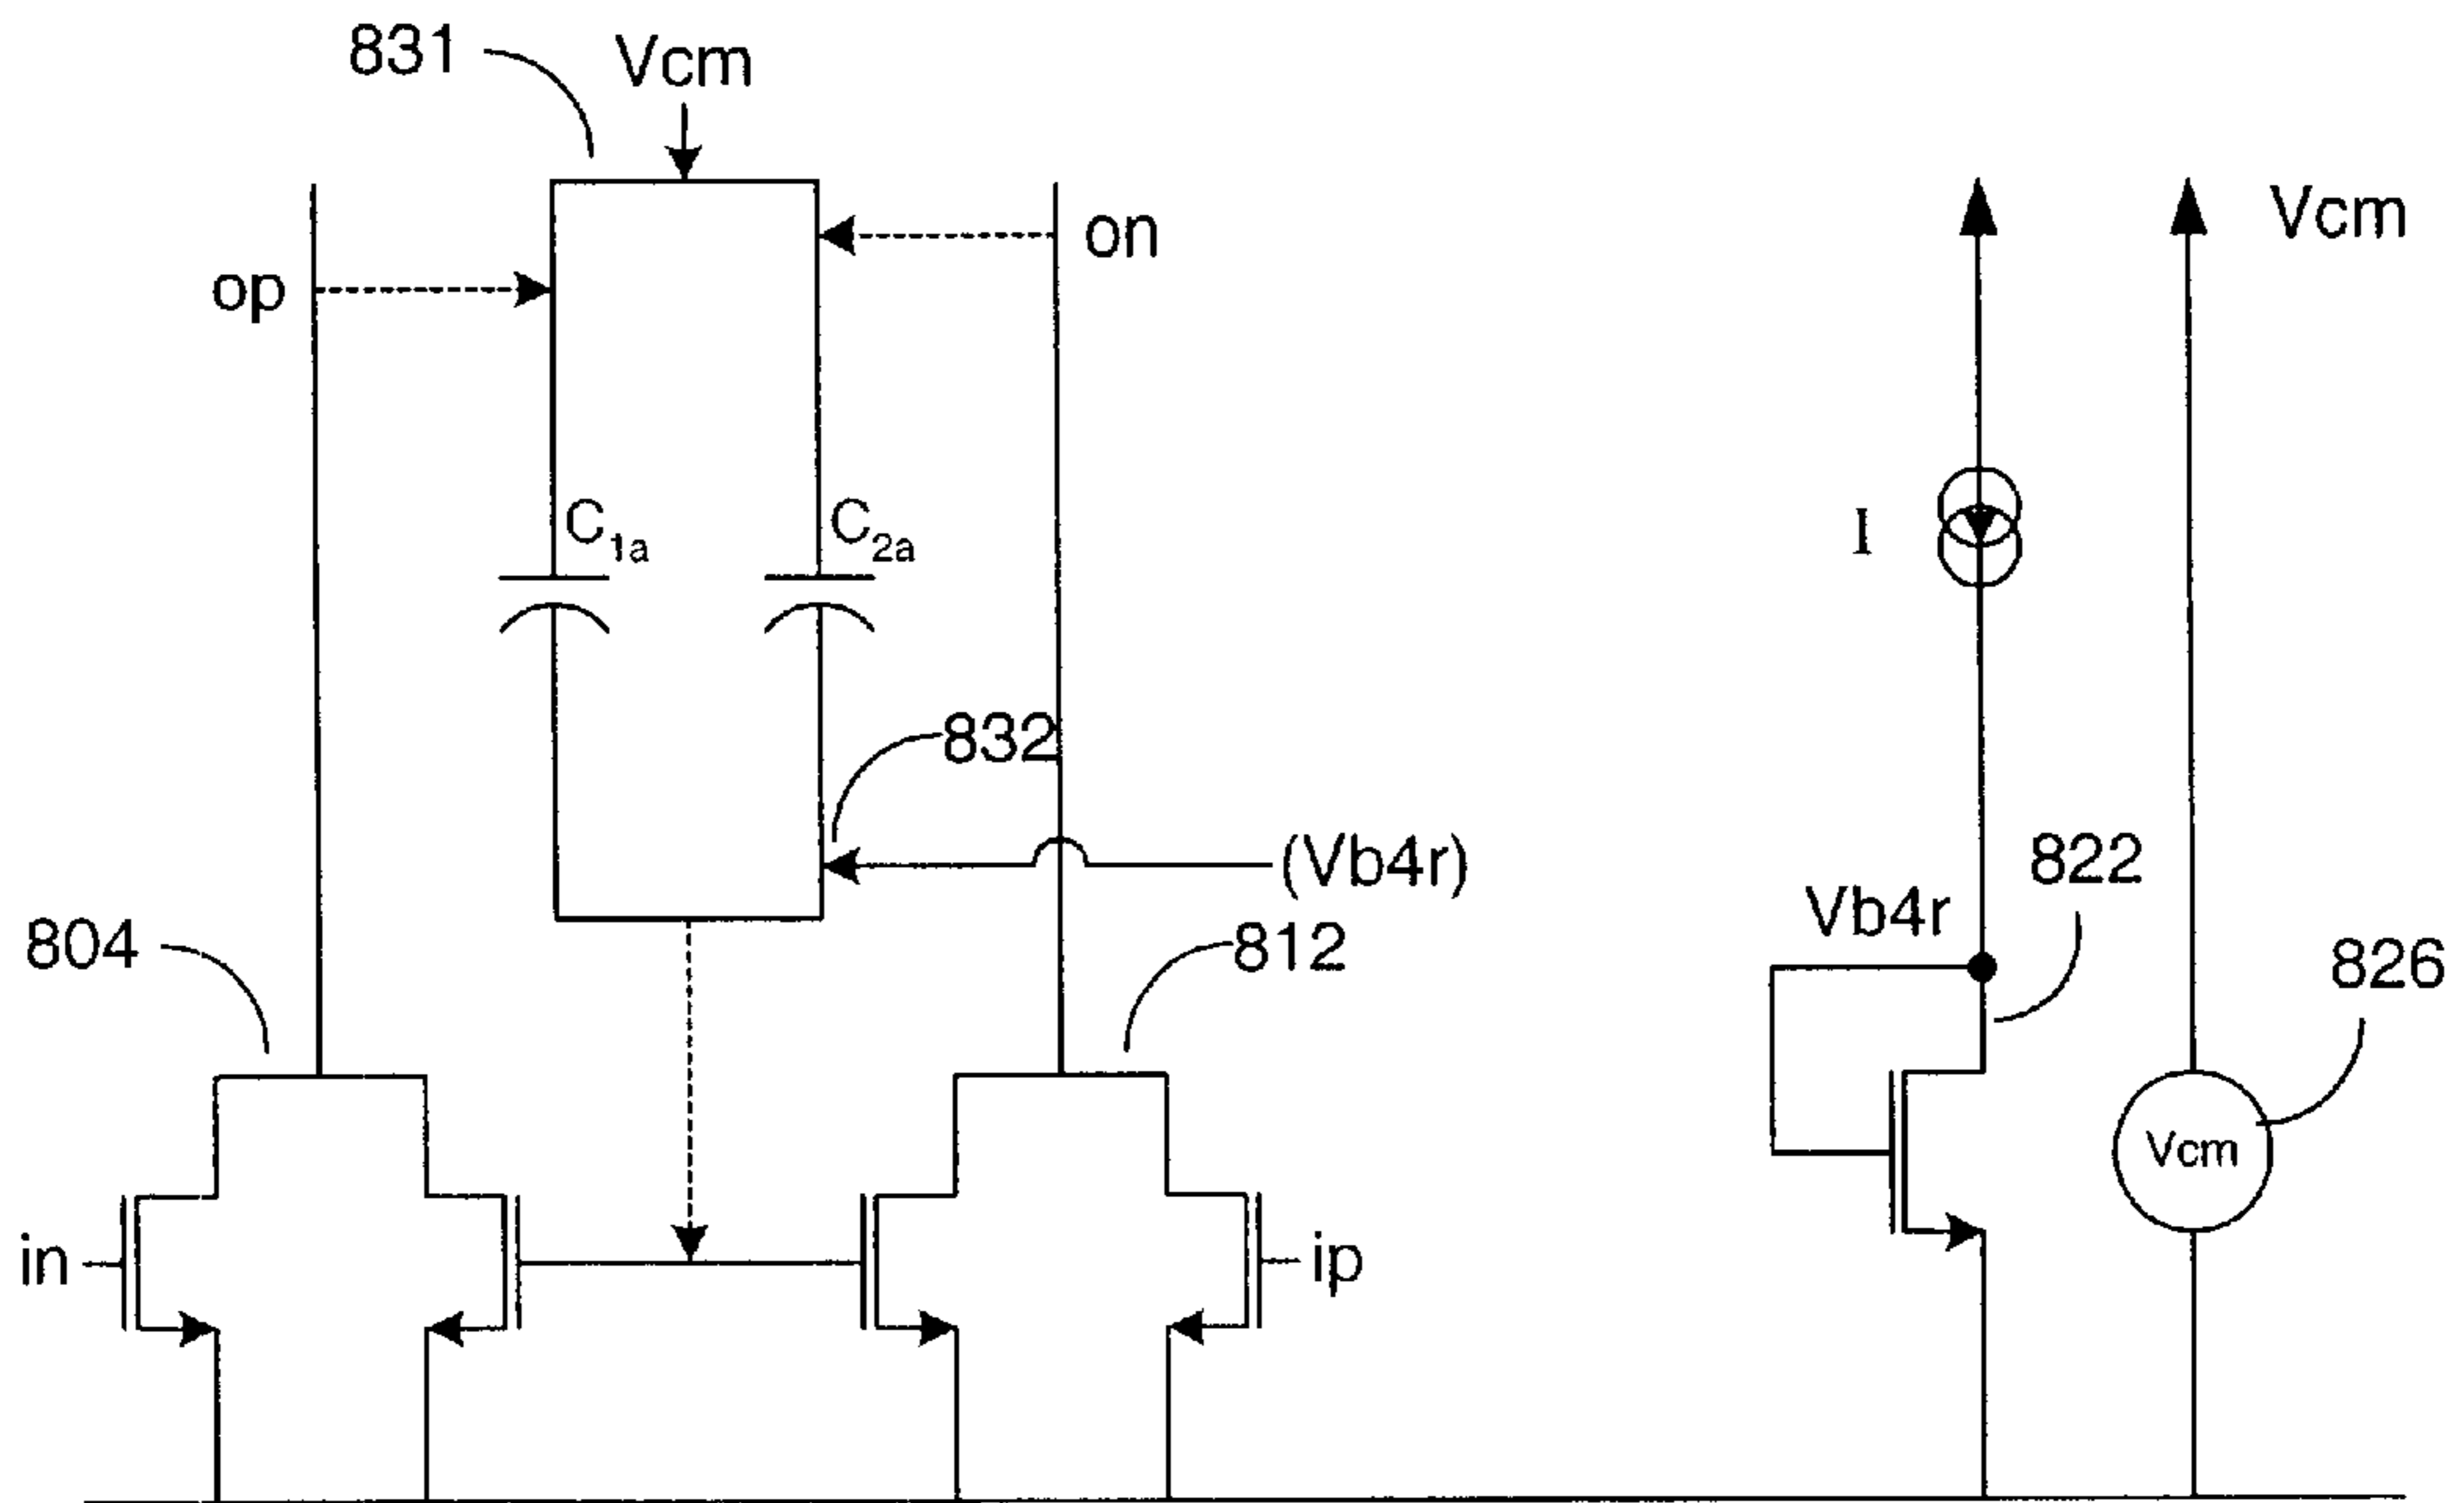 831
Vcm
Vcm
on
op
C1a
C2a
I
832
(Vb4r)
822
Vb4r
804
812
826
Vcm
in
ip